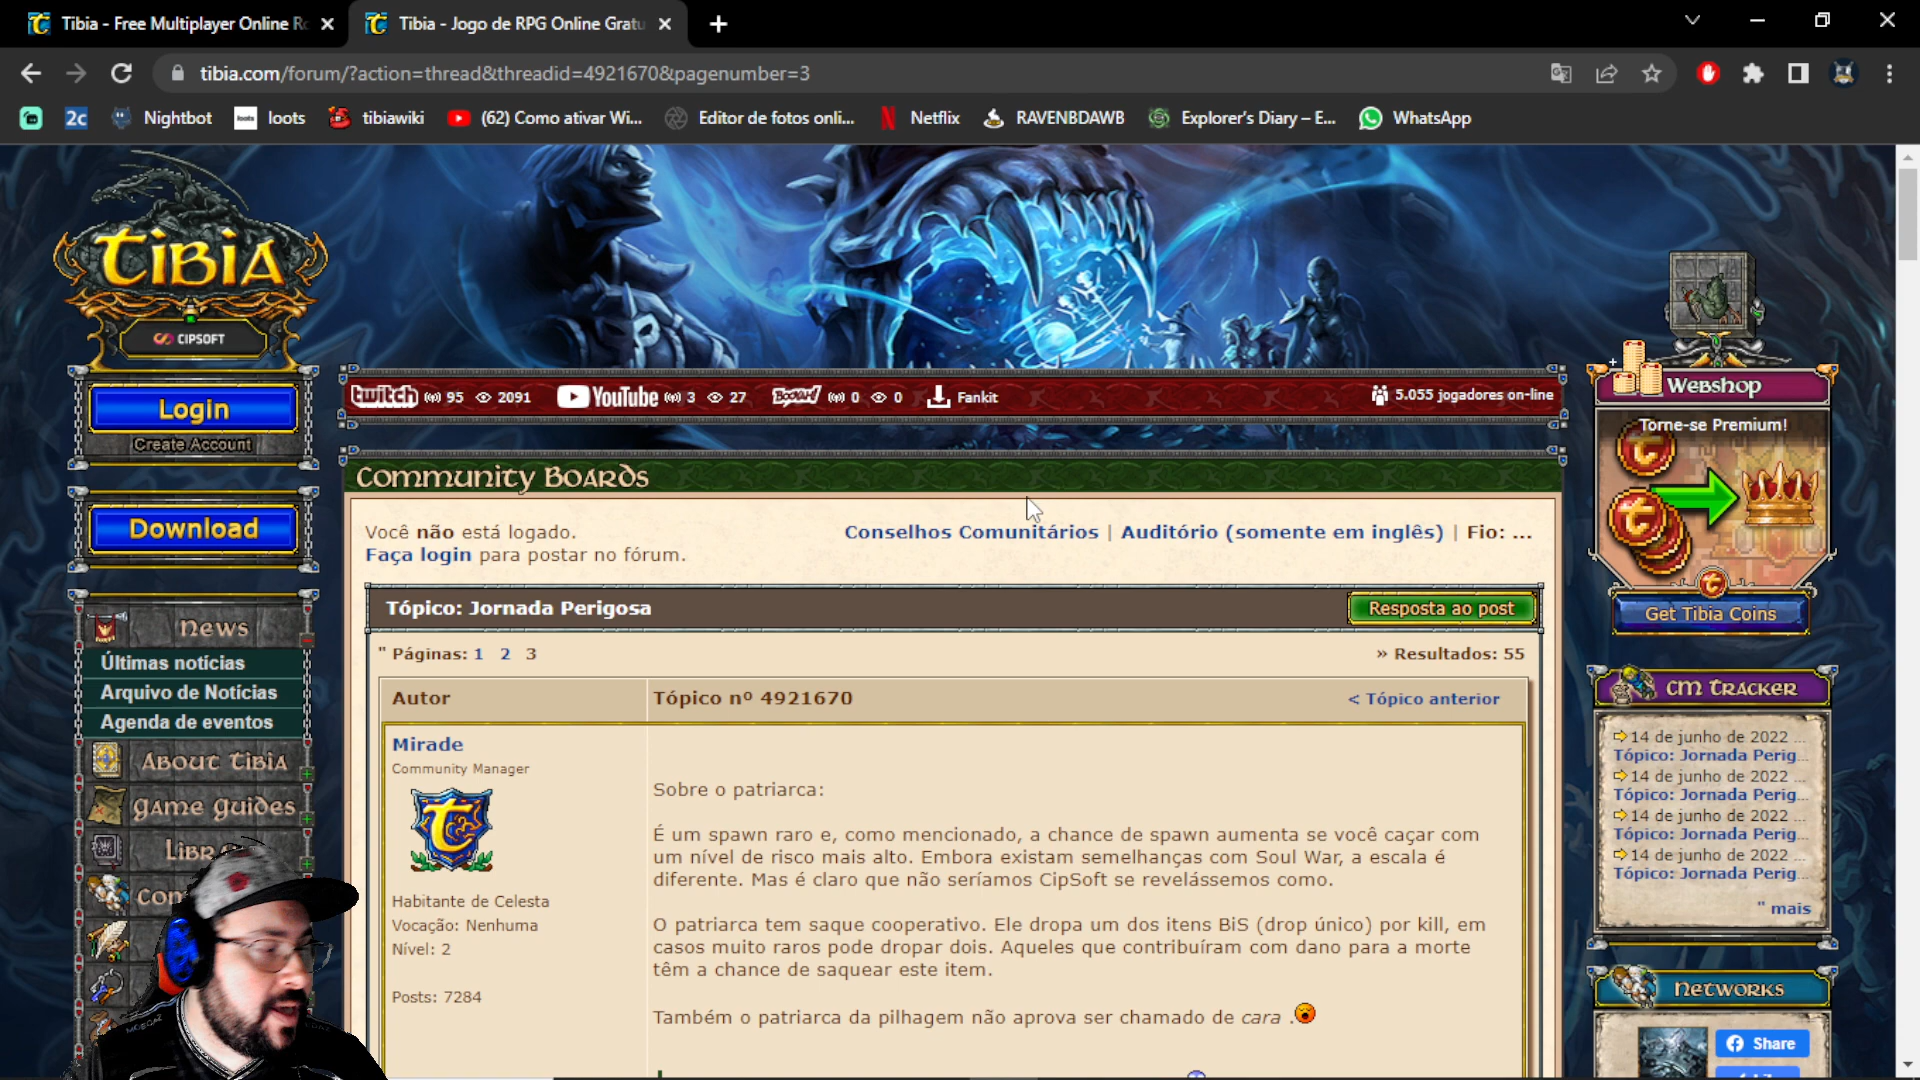 Tibia - Free Multiplayer Online Ro
Tibia - Jogo de RPG Online Gratu
tibia.com/forum/?action=thread&threadid=4921670&pagenumber=3
2c
Nightbot
loots
loots
tibiawiki
(62) Como ativar Wi...
Editor de fotos onli...
Netflix
RAVENBDAWB
Explorer's Diary – E...
WhatsApp
TIBIA
CIPSOFT
Login
Create Account
Download
News
Últimas notícias
Arquivo de Notícias
Agenda de eventos
About Tibia
Game Guides
Libr
Com
twitch 95 2091
YouTube 3 27
0 0
Fankit
5.055 jogadores on-line
Community Boards
Você não está logado.
Faça login para postar no fórum.
Conselhos Comunitários | Auditório (somente em inglês) | Fio: ...
Tópico: Jornada Perigosa
Resposta ao post
" Páginas: 1 2 3
» Resultados: 55
Autor
Tópico nº 4921670
< Tópico anterior
Mirade
Community Manager
Habitante de Celesta
Vocação: Nenhuma
Nível: 2
Posts: 7284
Sobre o patriarca:
É um spawn raro e, como mencionado, a chance de spawn aumenta se você caçar com
um nível de risco mais alto. Embora existam semelhanças com Soul War, a escala é
diferente. Mas é claro que não seríamos CipSoft se revelássemos como.
O patriarca tem saque cooperativo. Ele dropa um dos itens BiS (drop único) por kill, em
casos muito raros pode dropar dois. Aqueles que contribuíram com dano para a morte
têm a chance de saquear este item.
Também o patriarca da pilhagem não aprova ser chamado de cara .
Webshop
Torne-se Premium!
Get Tibia Coins
CM Tracker
14 de junho de 2022 ...
Tópico: Jornada Perig...
14 de junho de 2022 ...
Tópico: Jornada Perig...
14 de junho de 2022 ...
Tópico: Jornada Perig...
14 de junho de 2022 ...
Tópico: Jornada Perig...
" mais
Networks
Share